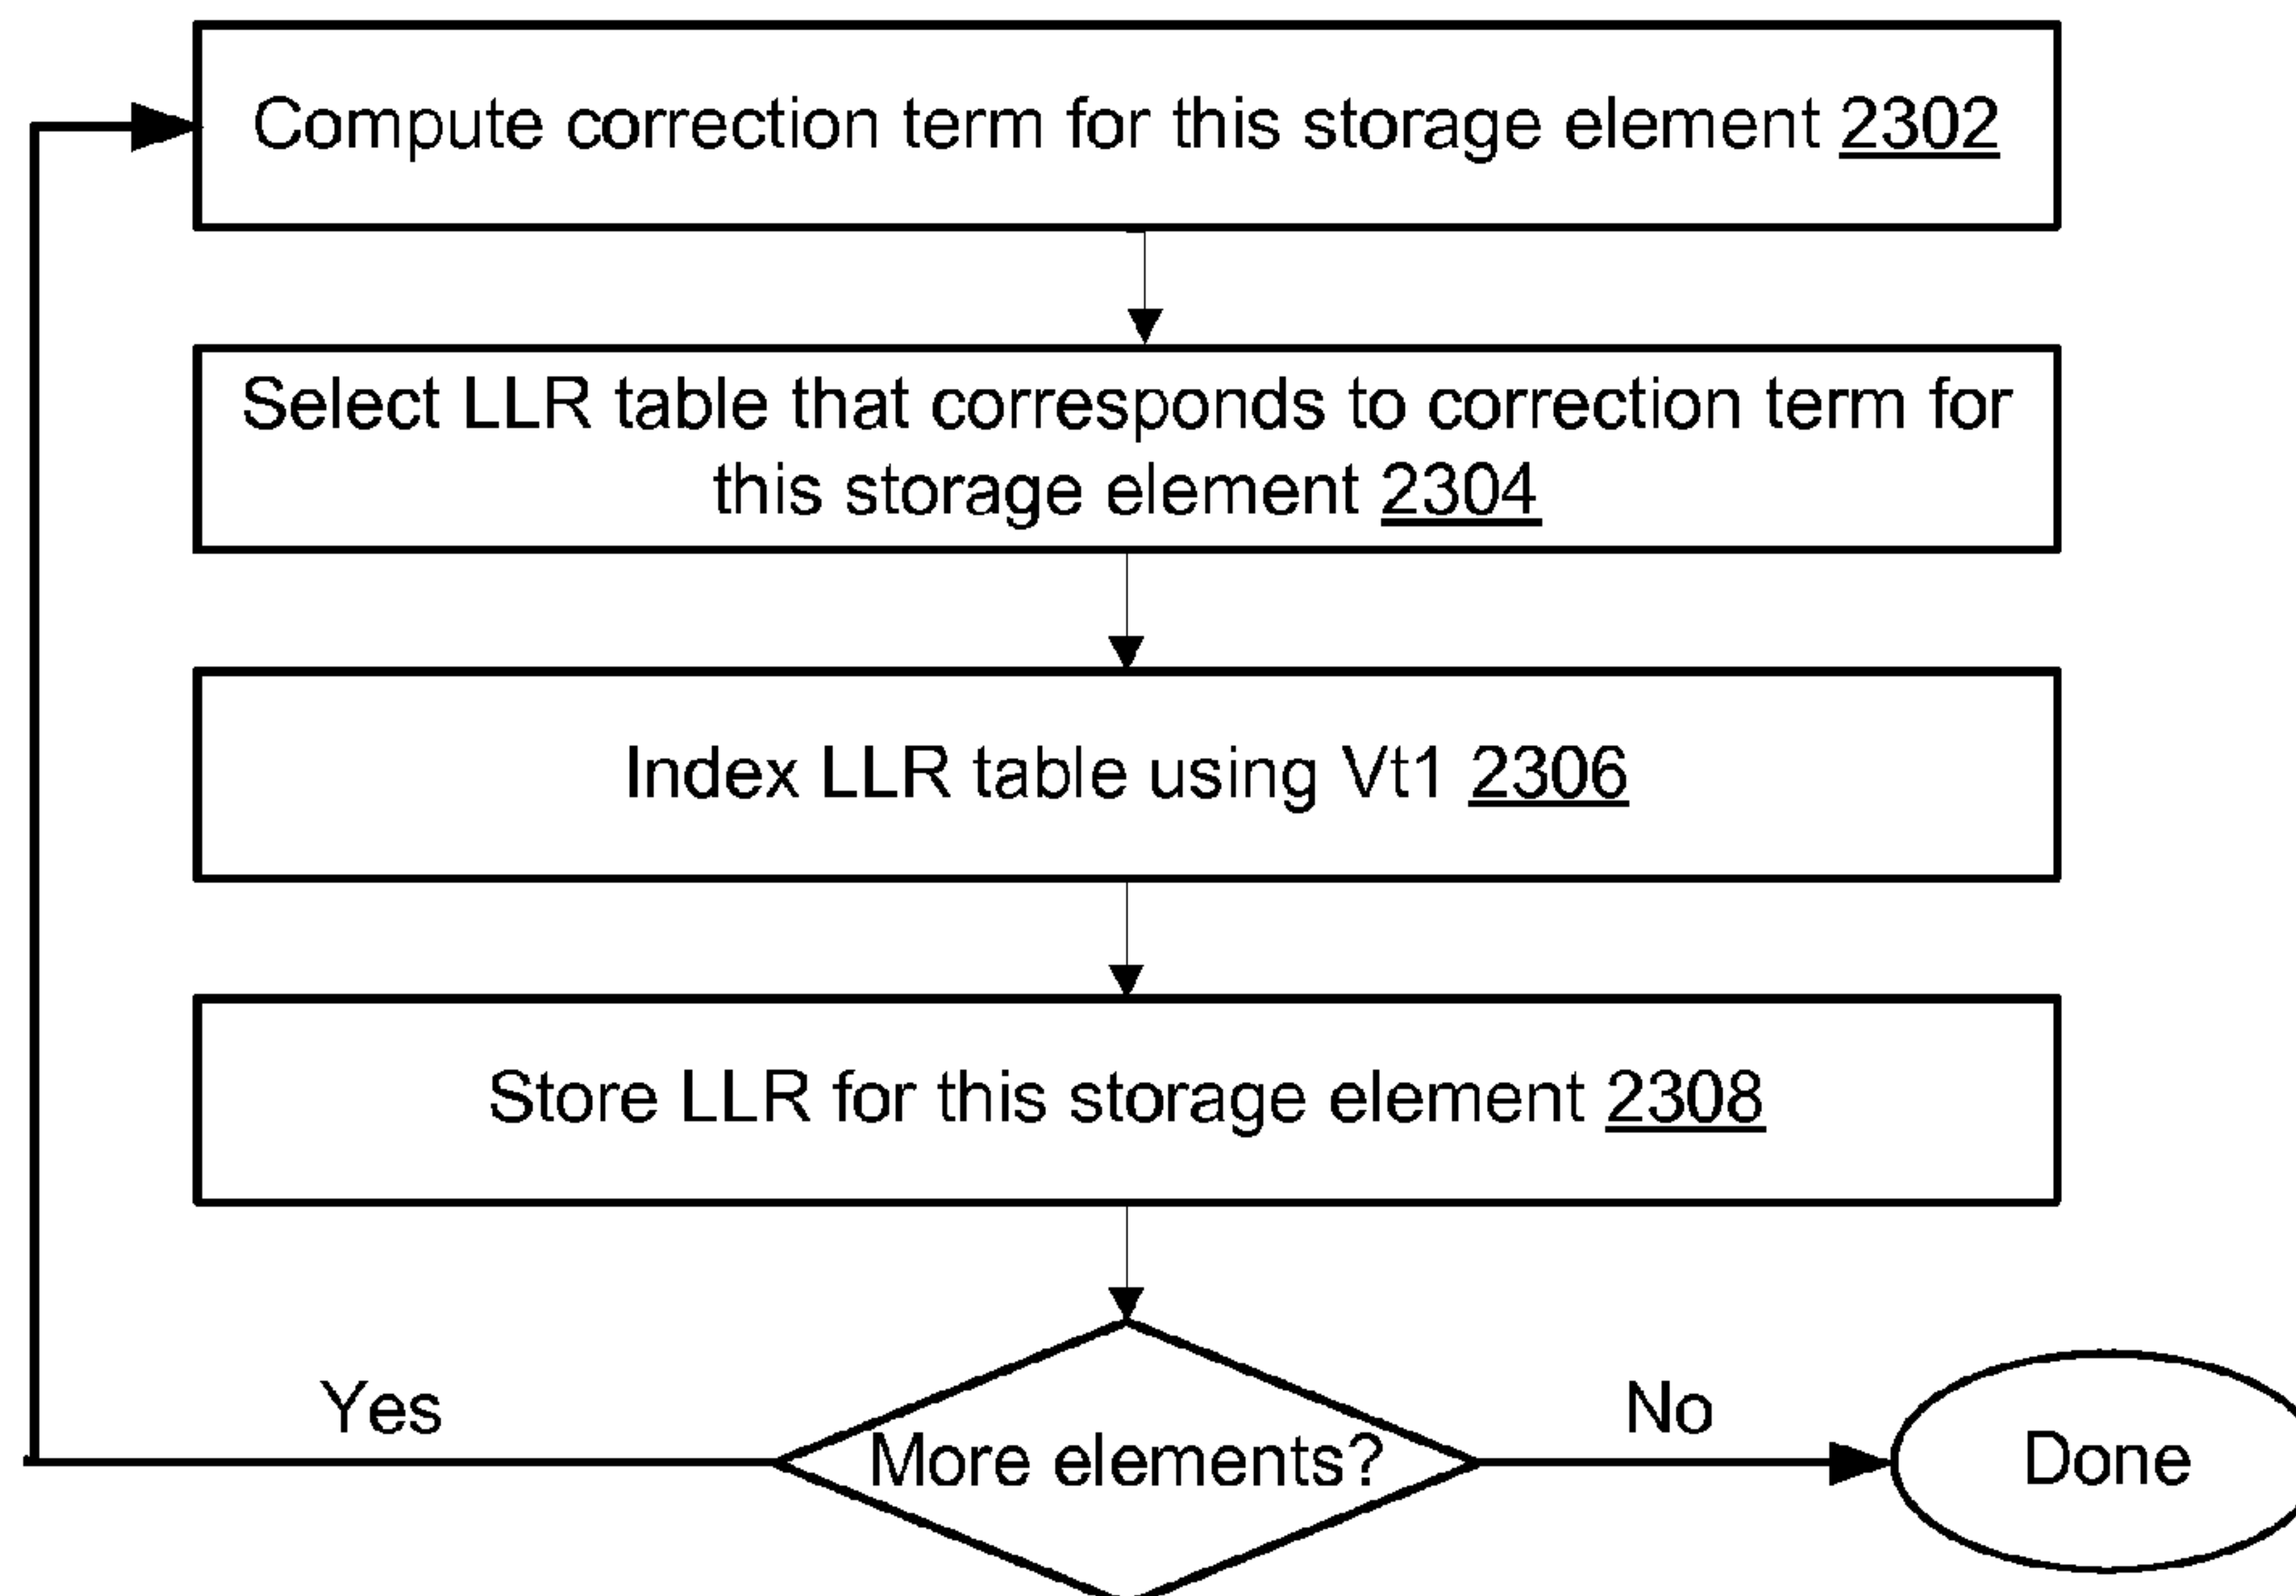 Compute correction term for this storage element 2302
Select LLR table that corresponds to correction term for
this storage element 2304
Index LLR table using Vt1 2306
Store LLR for this storage element 2308
Yes
No
More elements?
Done